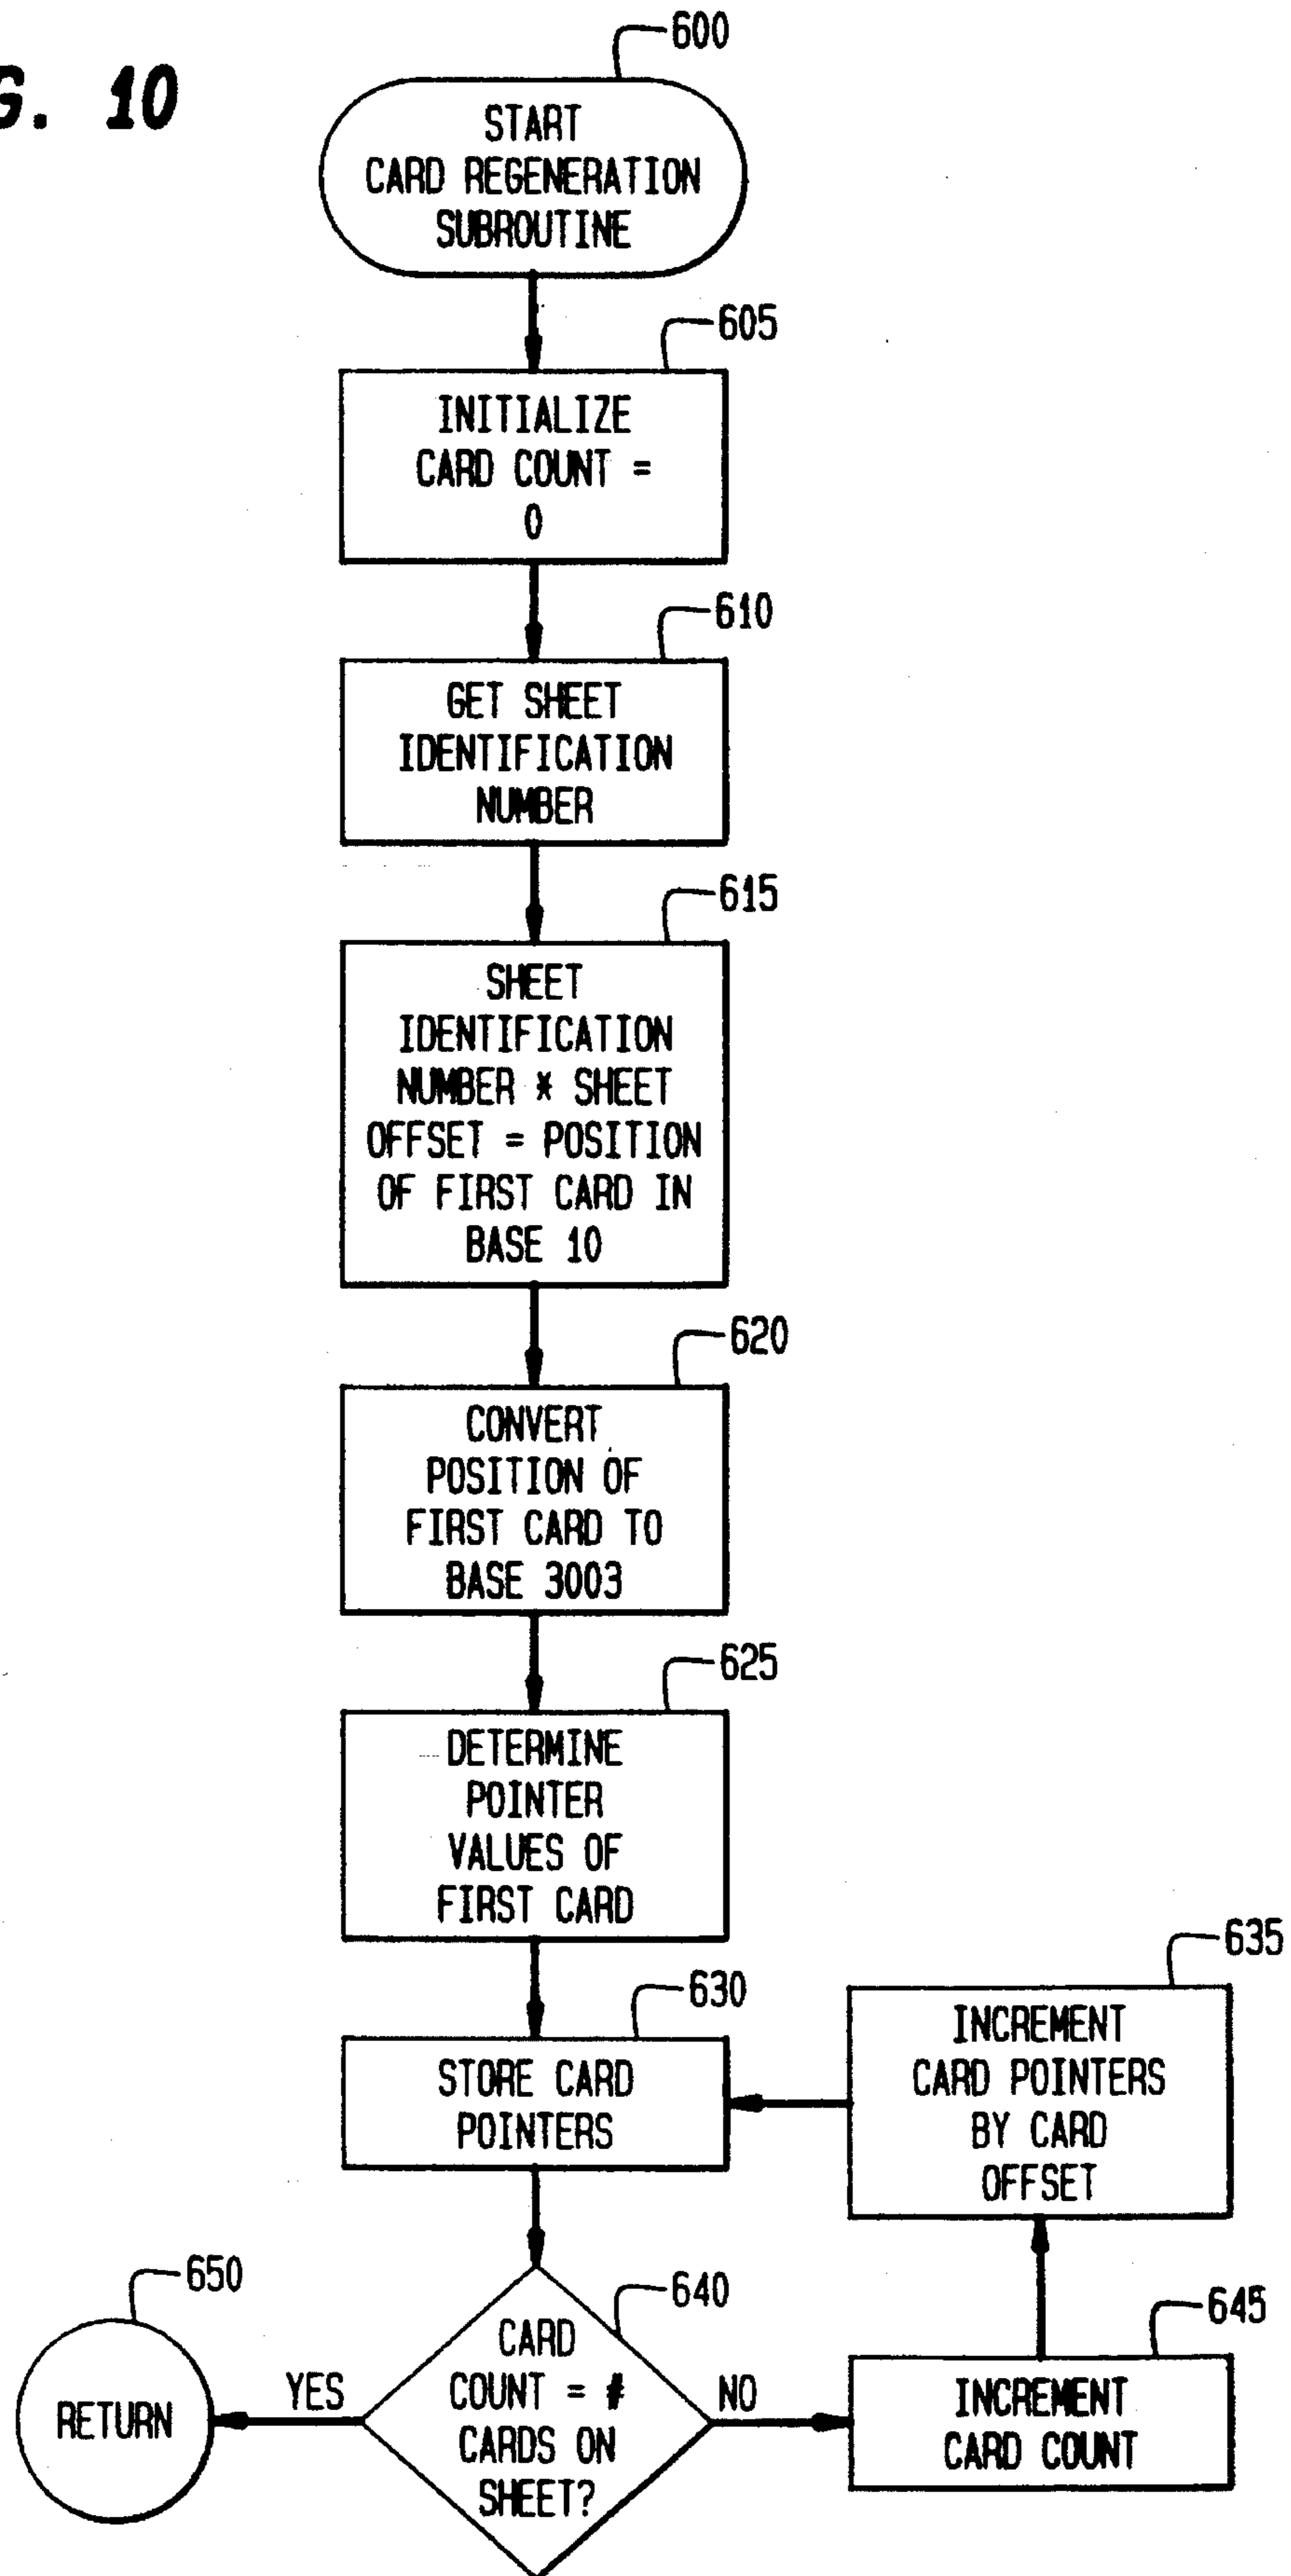 G. 10
600
START
CARD REGENERATION
SUBROUTINE
605
INITIALIZE
CARD COUNT =
0
610
GET SHEET
IDENTIFICATION
NUMBER
615
SHEET
IDENTIFICATION
NUMBER * SHEET
OFFSET = POSITION
OF FIRST CARD IN
BASE 10
620
CONVERT
POSITION OF
FIRST CARD TO
BASE 3003
625
DETERMINE
POINTER
VALUES OF
FIRST CARD
630
STORE CARD
POINTERS
635
INCREMENT
CARD POINTERS
BY CARD
OFFSET
640
CARD
COUNT = #
CARDS ON
SHEET?
YES
NO
645
INCREMENT
CARD COUNT
650
RETURN